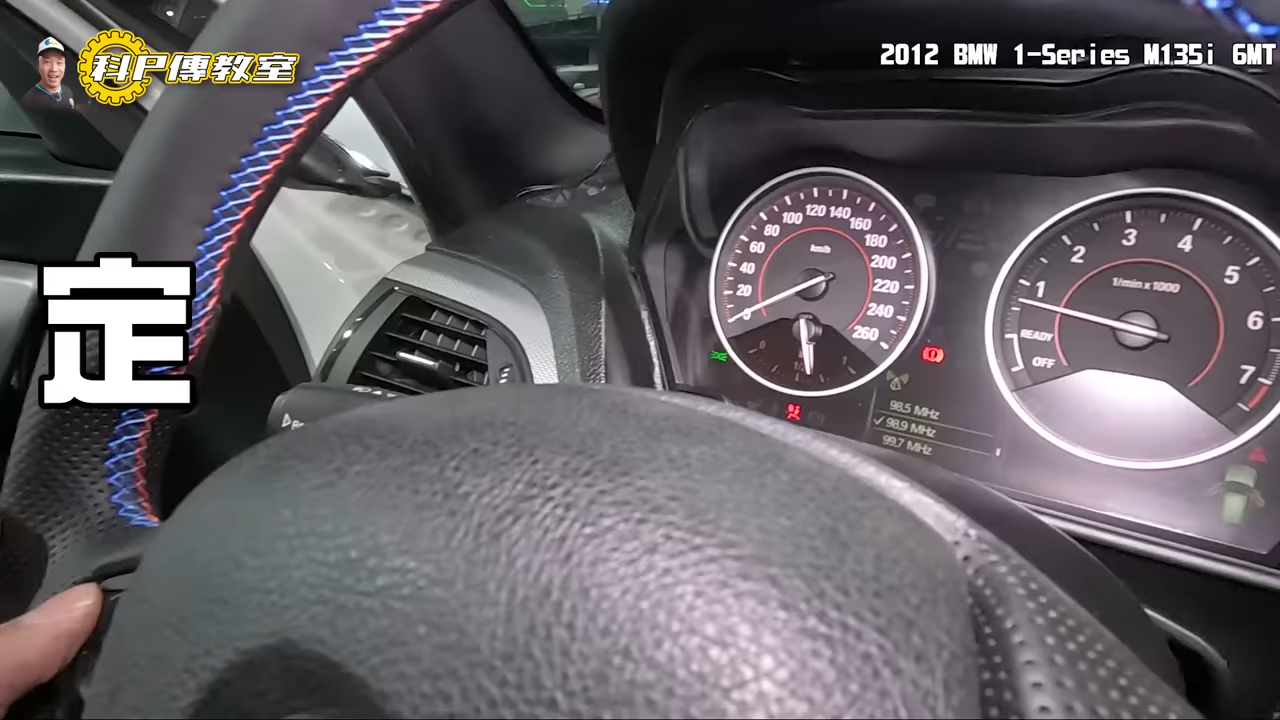 科P傳教室
2012 BMW 1-Series M135i 6MT
定
20
40
60
80
100
120
140
160
180
200
220
240
260
km/h
98.5 MHz
✓ 98.9 MHz
99.7 MHz
1
2
3
4
5
6
7
1/min x 1000
READY
OFF